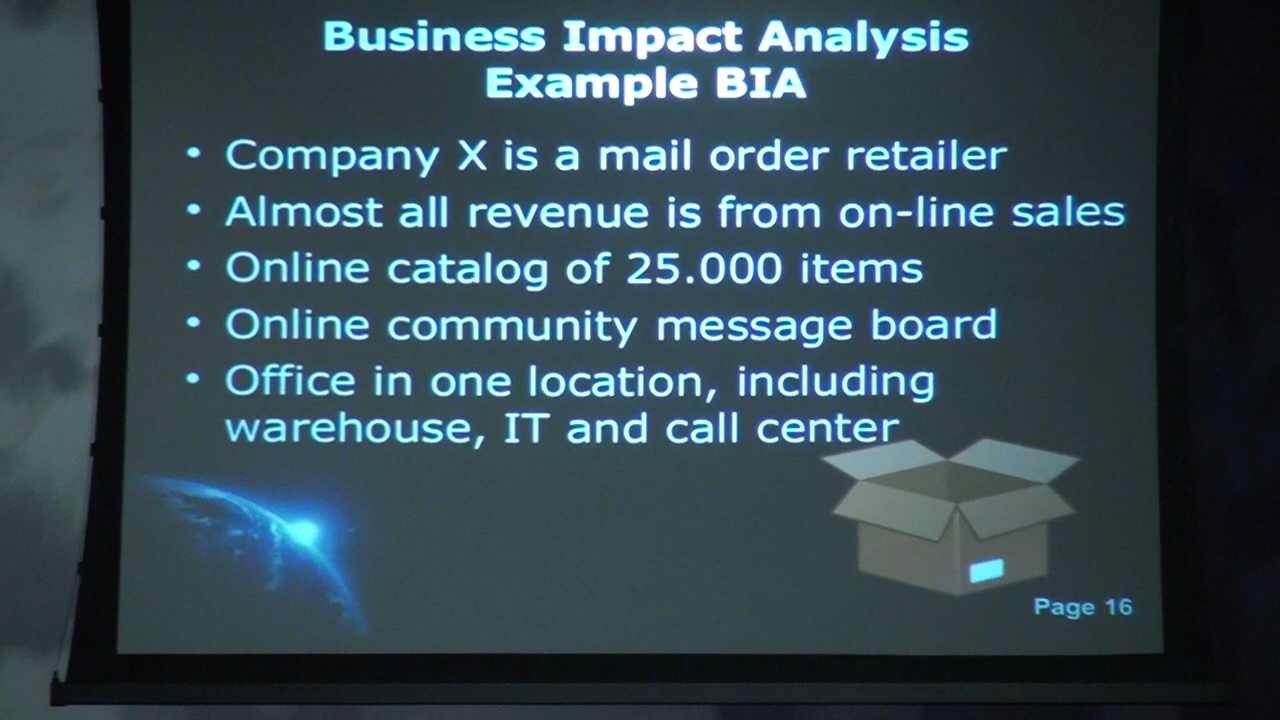 Business Impact Analysis
Example BIA
• Company X is a mail order retailer
• Almost all revenue is from on-line sales
• Online catalog of 25.000 items
• Online community message board
• Office in one location, including
warehouse, IT and call center
Page 16